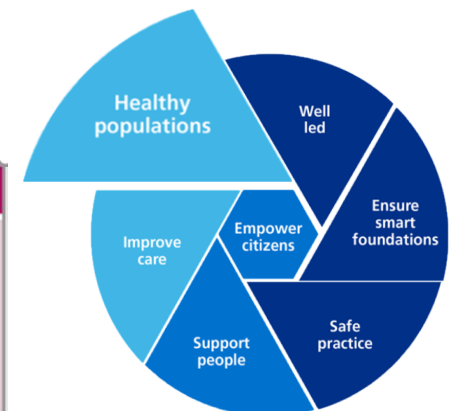 Healthy
populations
Well
led
Ensure
smart
foundations
Empower
citizens
Improve
care
Safe
practice
Support
people